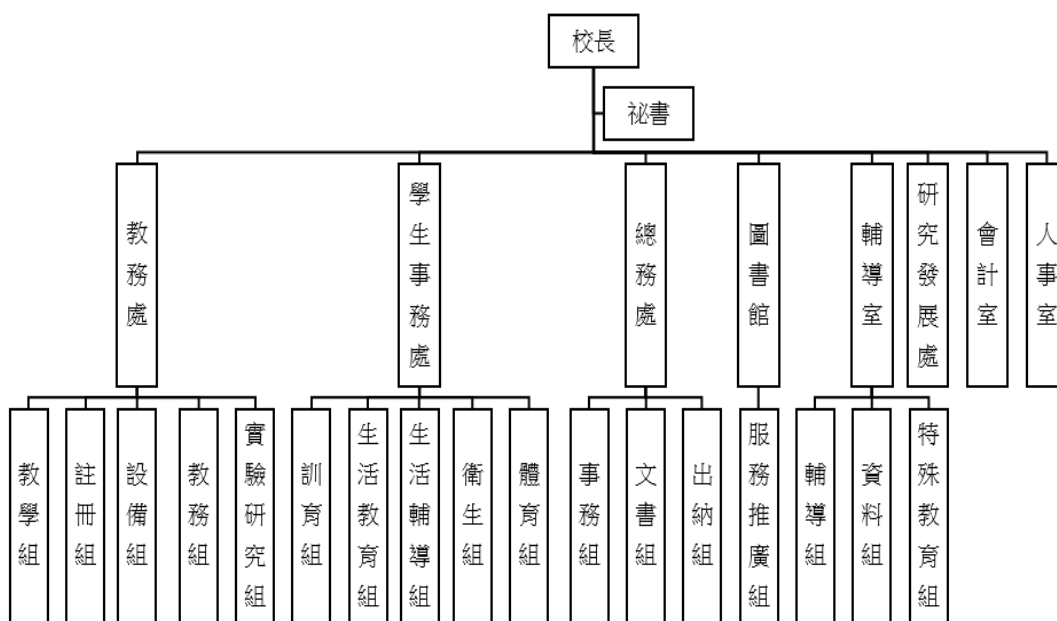 校長
祕書
教務處
學生事務處
總務處
圖書館
輔導室
研究發展處
會計室
人事室
教學組
註冊組
設備組
教務組
實驗研究組
訓育組
生活教育組
生活輔導組
衛生組
體育組
事務組
文書組
出納組
服務推廣組
輔導組
資料組
特殊教育組